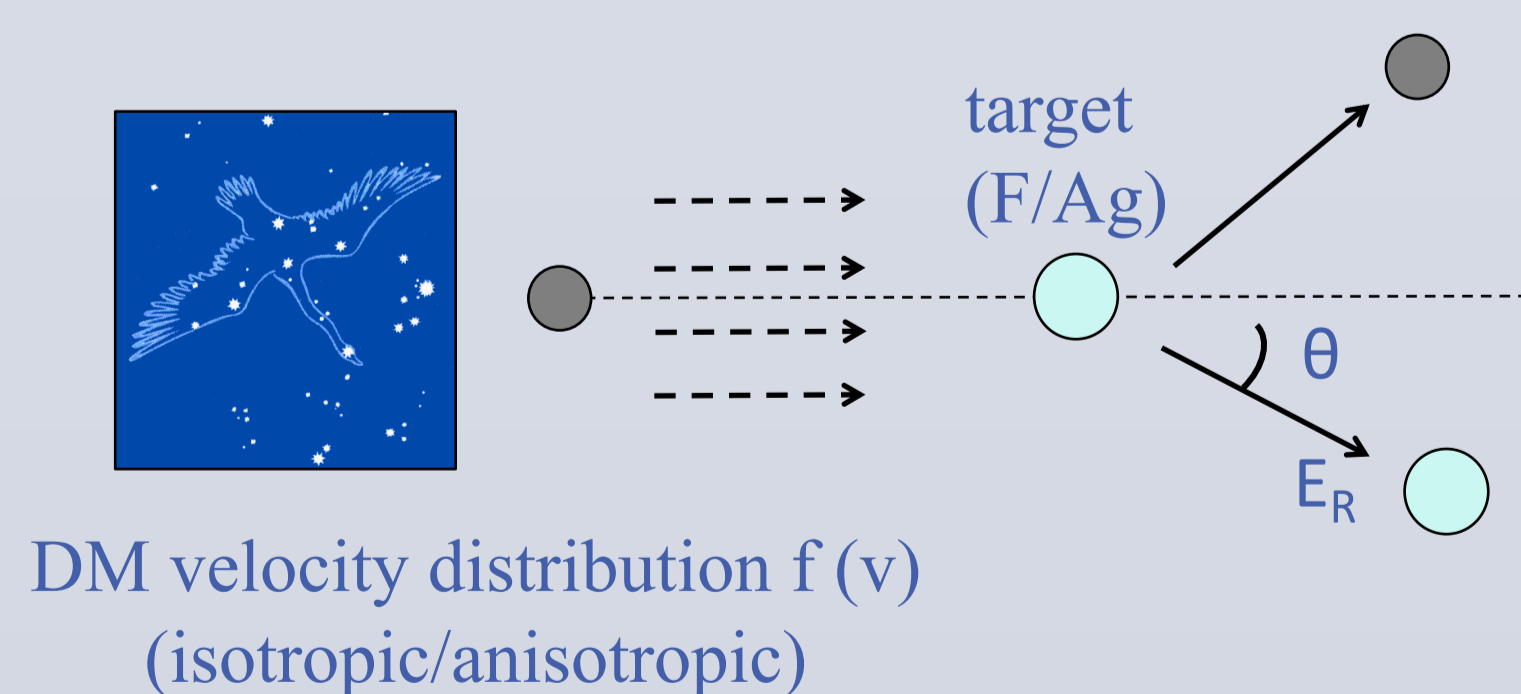 target
(F/Ag)
θ
E_R
DM velocity distribution f (v)
(isotropic/anisotropic)